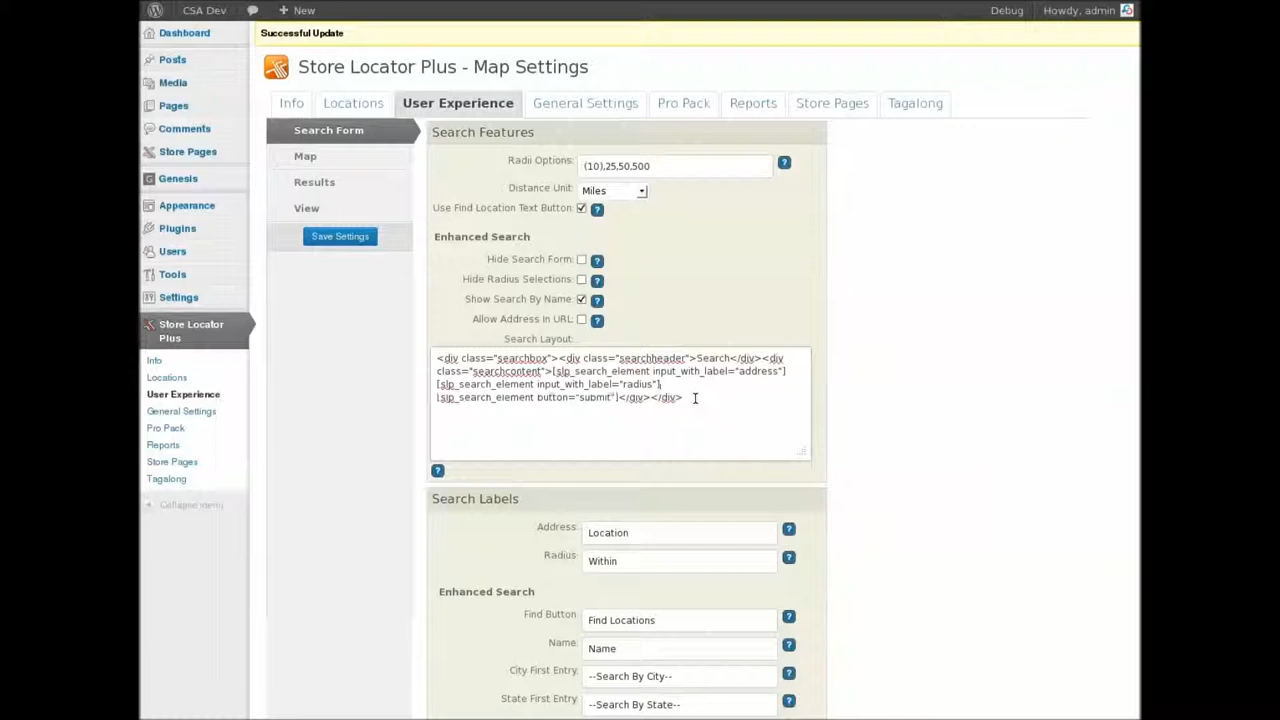 CSA Dev
+ New
Debug
Howdy, admin
Dashboard
Posts
Media
Pages
Comments
Store Pages
Genesis
Appearance
Plugins
Users
Tools
Settings
Store Locator
Plus
Info
Locations
User Experience
General Settings
Pro Pack
Reports
Store Pages
Tagalong
Collapse menu
Successful Update
Store Locator Plus - Map Settings
Info
Locations
User Experience
General Settings
Pro Pack
Reports
Store Pages
Tagalong
Search Form
Map
Results
View
Save Settings
Search Features
Radii Options: (10),25,50,500 ?
Distance Unit: Miles
Use Find Location Text Button: ?
Enhanced Search
Hide Search Form: ?
Hide Radius Selections: ?
Show Search By Name: ?
Allow Address In URL: ?
Search Layout:
<div class="searchbox"><div class="searchheader">Search</div><div
class="searchcontent">[slp_search_element input_with_label="address"]
[slp_search_element input_with_label="radius"]
[slp_search_element button="submit"]</div></div>
?
Search Labels
Address: Location ?
Radius: Within ?
Enhanced Search
Find Button: Find Locations ?
Name: Name ?
City First Entry: --Search By City-- ?
State First Entry: --Search By State-- ?